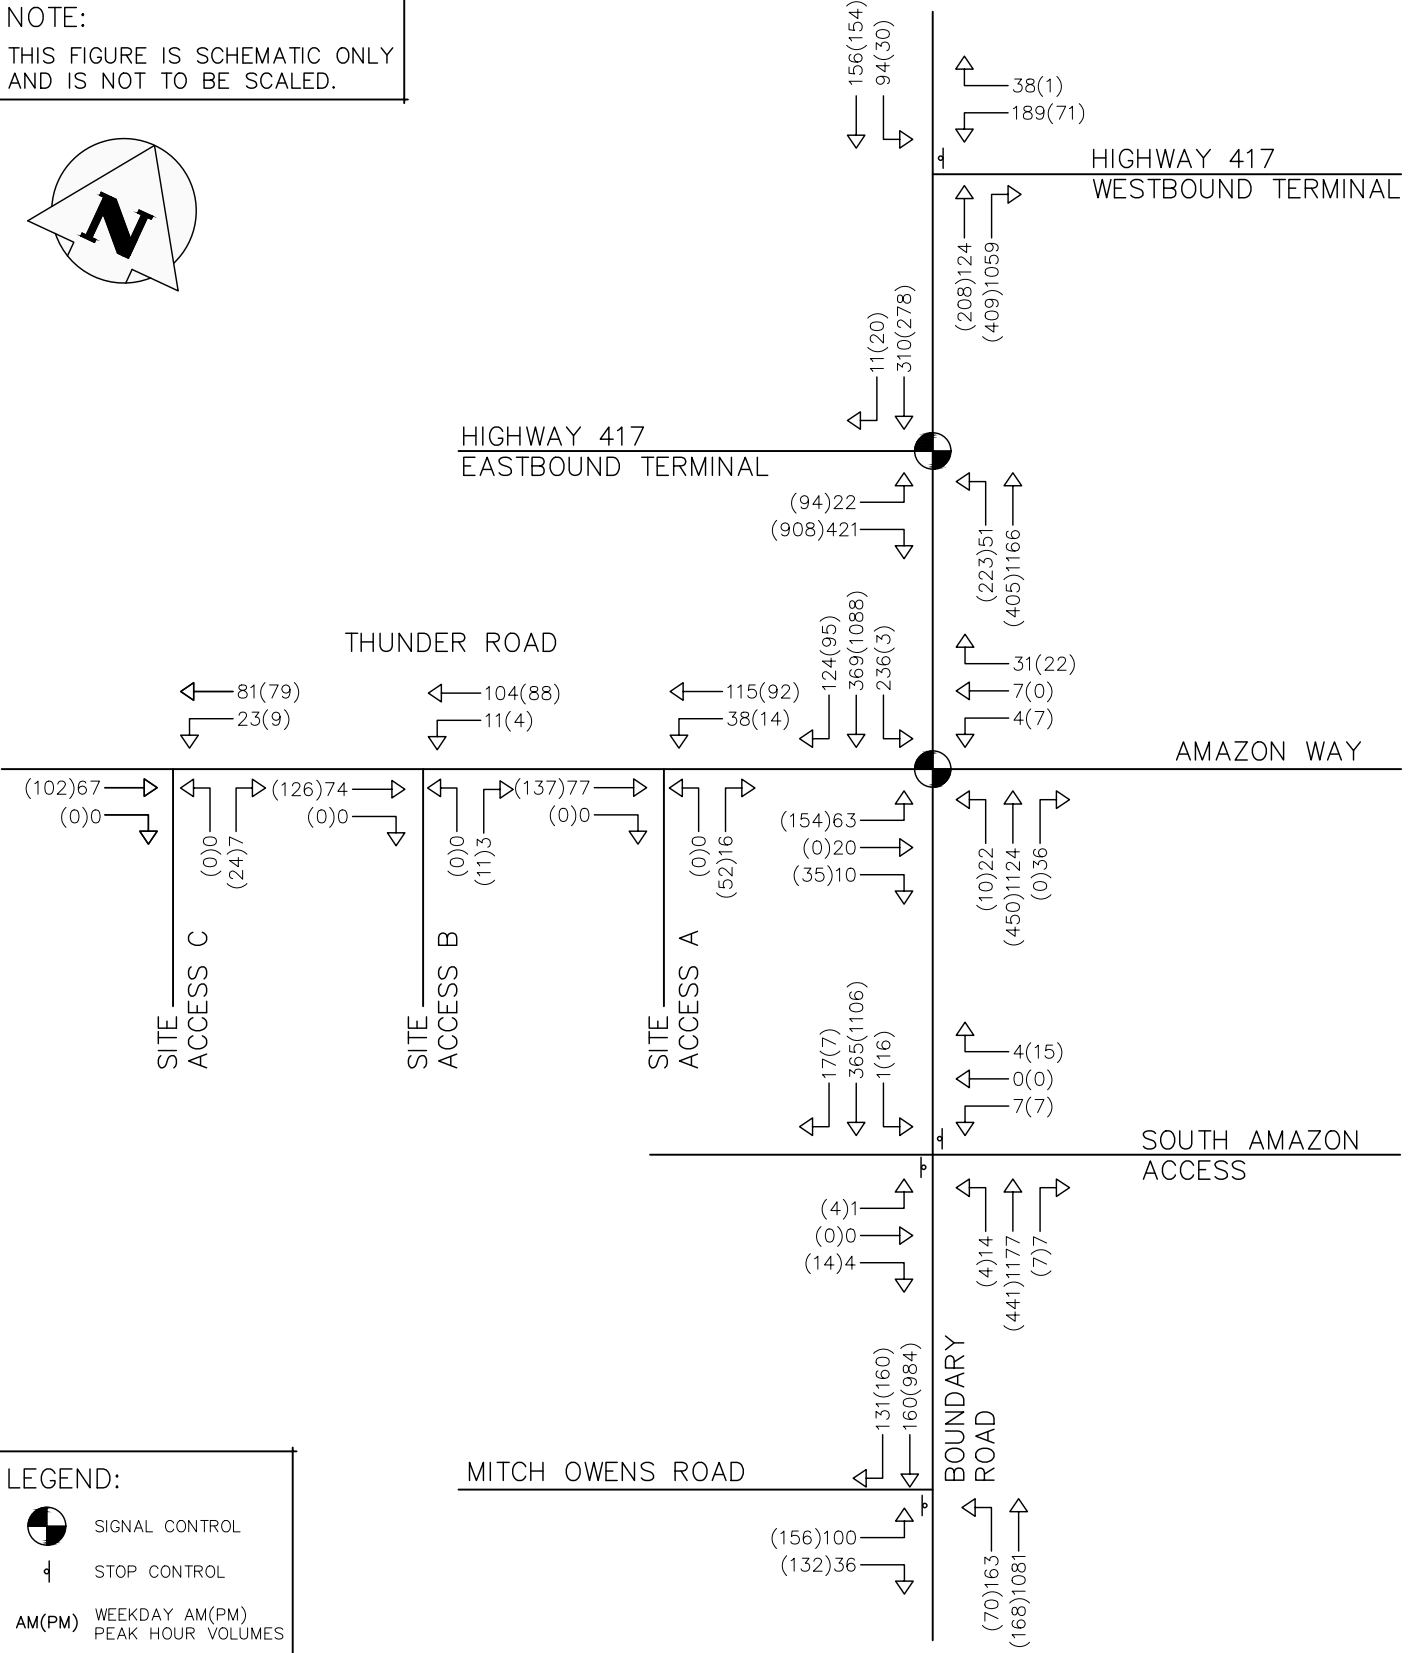 NOTE:
THIS FIGURE IS SCHEMATIC ONLY
AND IS NOT TO BE SCALED.
N
156(154)
94(30)
38(1)
189(71)
HIGHWAY 417
WESTBOUND TERMINAL
(208)124
(409)1059
11(20)
310(278)
HIGHWAY 417
EASTBOUND TERMINAL
(94)22
(908)421
(223)51
(405)1166
THUNDER ROAD
124(95)
369(1088)
236(3)
31(22)
7(0)
4(7)
81(79)
23(9)
104(88)
11(4)
115(92)
38(14)
AMAZON WAY
(102)67
(0)0
(0)0
(24)7
(126)74
(0)0
(0)0
(11)3
(137)77
(0)0
(0)0
(52)16
(154)63
(0)20
(35)10
(10)22
(450)1124
(0)36
SITE
ACCESS C
SITE
ACCESS B
SITE
ACCESS A
17(7)
365(1106)
1(16)
4(15)
0(0)
7(7)
SOUTH AMAZON
ACCESS
(4)1
(0)0
(14)4
(4)14
(441)1177
(7)7
131(160)
160(984)
BOUNDARY
ROAD
MITCH OWENS ROAD
(156)100
(132)36
(70)163
(168)1081
LEGEND:
SIGNAL CONTROL
STOP CONTROL
AM(PM)
WEEKDAY AM(PM)
PEAK HOUR VOLUMES